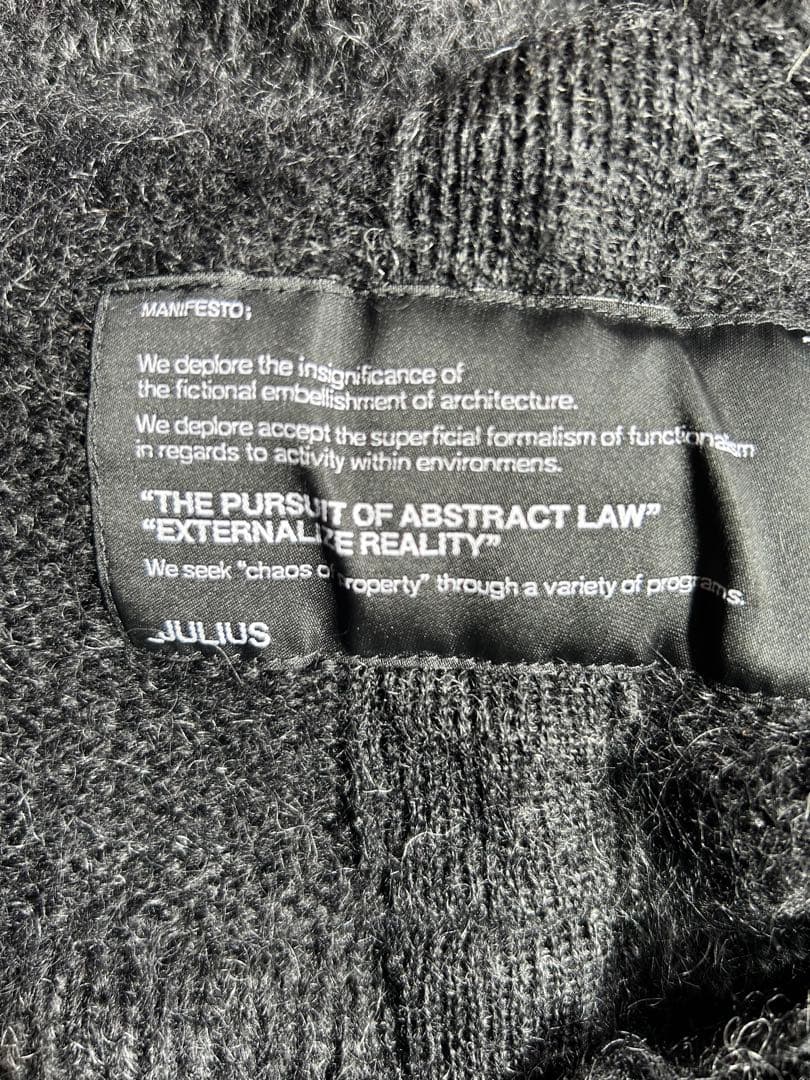 MANIFESTO;
We deplore the insignificance of
the fictional embellishment of architecture.
We deplore accept the superficial formalism of functionalism
in regards to activity within environmens.
“THE PURSUIT OF ABSTRACT LAW”
“EXTERNALIZE REALITY”
We seek “chaos of property” through a variety of programs.
_JULIUS